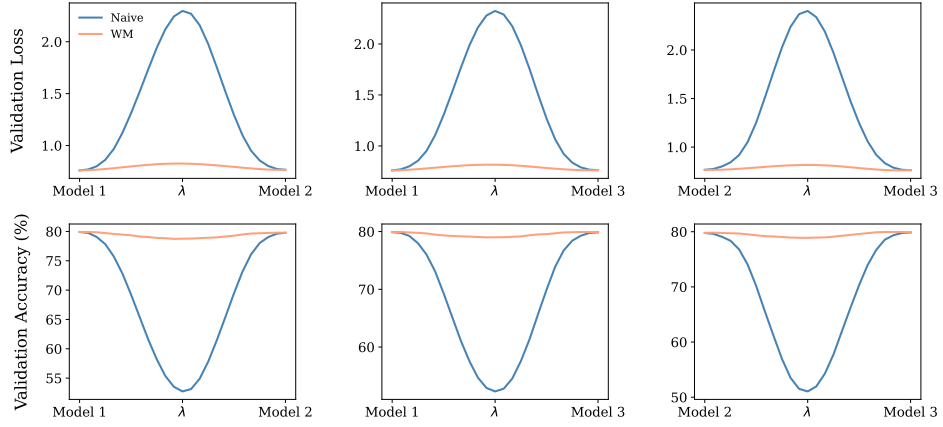 Validation Loss
2.0
1.5
1.0
Naive
WM
Model 1 λ Model 2
2.0
1.5
1.0
Model 1 λ Model 3
2.0
1.5
1.0
Model 2 λ Model 3
Validation Accuracy (%)
80
75
70
65
60
55
Model 1 λ Model 2
80
70
60
Model 1 λ Model 3
80
70
60
50
Model 2 λ Model 3